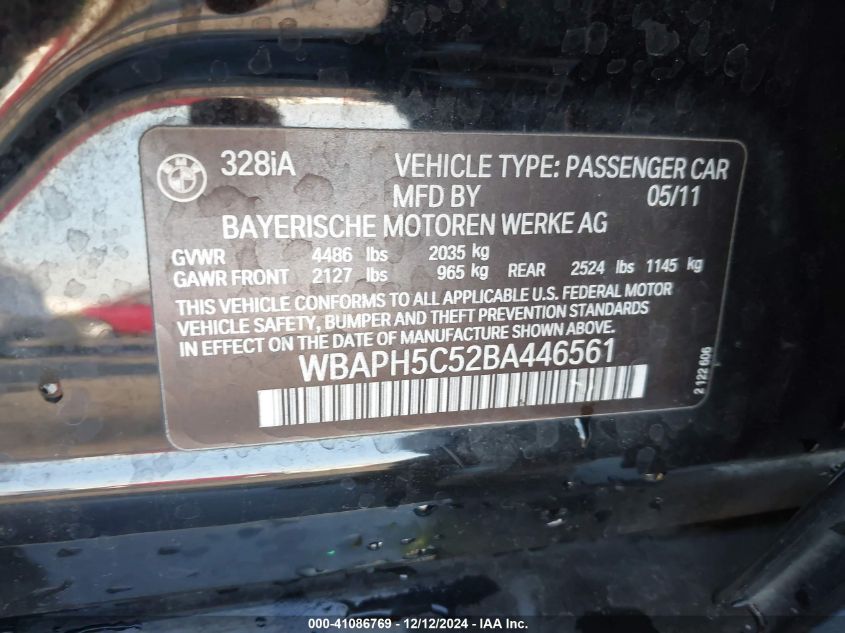 328iA VEHICLE TYPE: PASSENGER CAR
MFD BY 05/11
BAYERISCHE MOTOREN WERKE AG
GVWR 4486 lbs 2035 kg
GAWR FRONT 2127 lbs 965 kg REAR 2524 lbs 1145 kg
THIS VEHICLE CONFORMS TO ALL APPLICABLE U.S. FEDERAL MOTOR
VEHICLE SAFETY, BUMPER AND THEFT PREVENTION STANDARDS
IN EFFECT ON THE DATE OF MANUFACTURE SHOWN ABOVE.
WBAPH5C52BA446561
2 122 606
000-41086769 - 12/12/2024 - IAAI Inc.